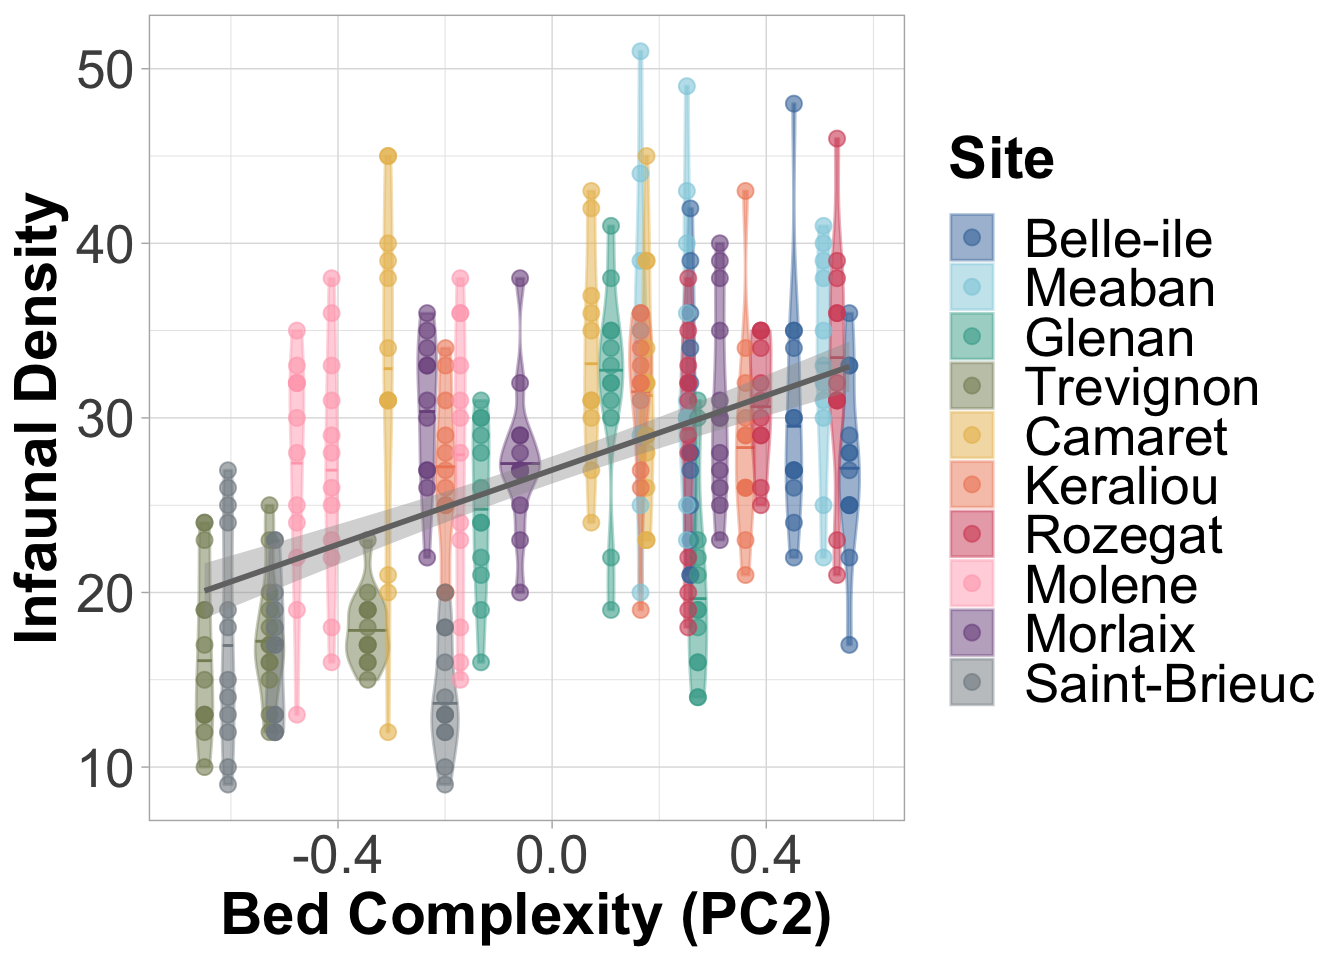 50
40
30
20
10
Infaunal Density
-0.4 0.0 0.4
Bed Complexity (PC2)
Site
Belle-ile
Meaban
Glenan
Trevignon
Camaret
Keraliou
Rozegat
Molene
Morlaix
Saint-Brieuc